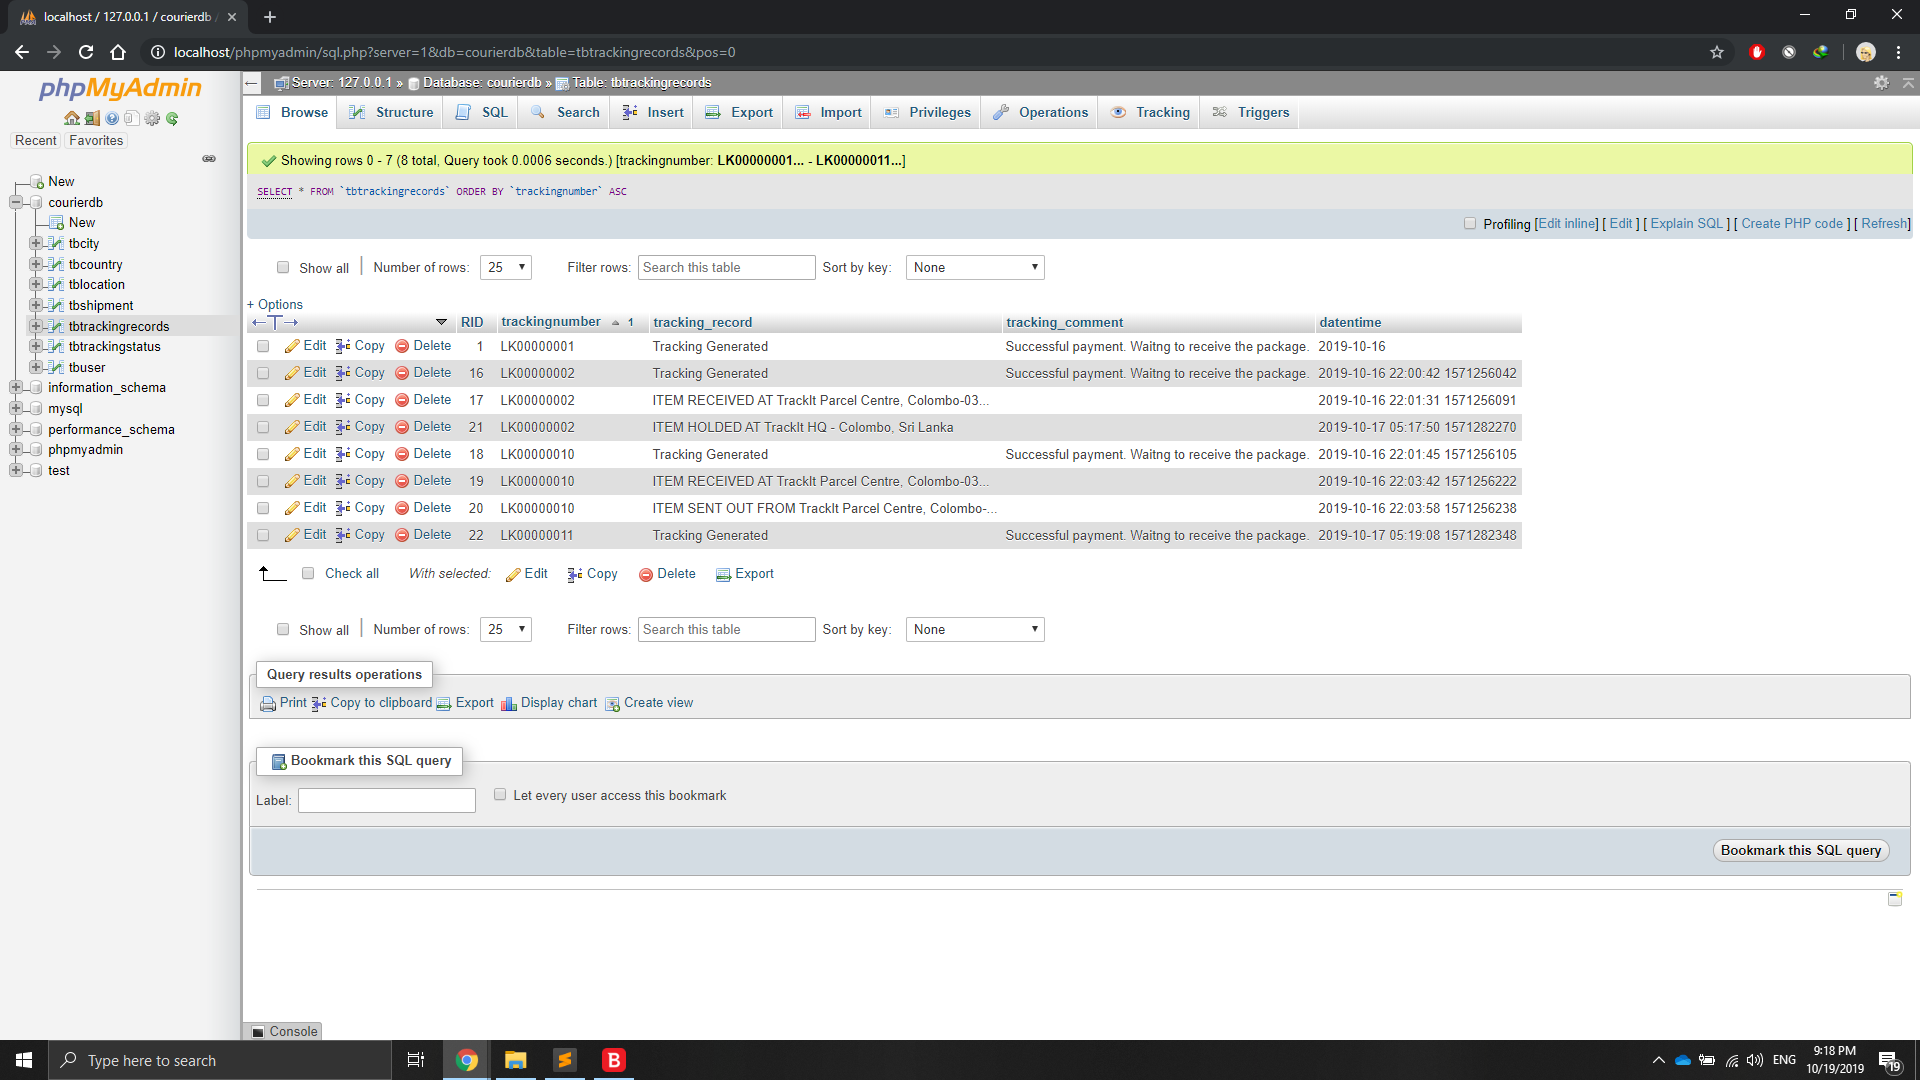 localhost / 127.0.0.1 / courierdb
localhost/phpmyadmin/sql.php?server=1&db=courierdb&table=tbtrackingrecords&pos=0
phpMyAdmin
Recent Favorites
New
courierdb
New
tbcity
tbcountry
tblocation
tbshipment
tbtrackingrecords
tbtrackingstatus
tbuser
information_schema
mysql
performance_schema
phpmyadmin
test
Server: 127.0.0.1 » Database: courierdb » Table: tbtrackingrecords
Browse Structure SQL Search Insert Export Import Privileges Operations Tracking Triggers
Showing rows 0 - 7 (8 total, Query took 0.0006 seconds.) [trackingnumber: LK00000001... - LK00000011...]
SELECT * FROM `tbtrackingrecords` ORDER BY `trackingnumber` ASC
Profiling [Edit inline] [ Edit ] [ Explain SQL ] [ Create PHP code ] [ Refresh]
Show all Number of rows: 25 Filter rows: Search this table Sort by key: None
+ Options
RID trackingnumber 1 tracking_record tracking_comment datentime
Edit Copy Delete 1 LK00000001 Tracking Generated Successful payment. Waitng to receive the package. 2019-10-16
Edit Copy Delete 16 LK00000002 Tracking Generated Successful payment. Waitng to receive the package. 2019-10-16 22:00:42 1571256042
Edit Copy Delete 17 LK00000002 ITEM RECEIVED AT TrackIt Parcel Centre, Colombo-03... 2019-10-16 22:01:31 1571256091
Edit Copy Delete 21 LK00000002 ITEM HOLDED AT TrackIt HQ - Colombo, Sri Lanka 2019-10-17 05:17:50 1571282270
Edit Copy Delete 18 LK00000010 Tracking Generated Successful payment. Waitng to receive the package. 2019-10-16 22:01:45 1571256105
Edit Copy Delete 19 LK00000010 ITEM RECEIVED AT TrackIt Parcel Centre, Colombo-03... 2019-10-16 22:03:42 1571256222
Edit Copy Delete 20 LK00000010 ITEM SENT OUT FROM TrackIt Parcel Centre, Colombo-... 2019-10-16 22:03:58 1571256238
Edit Copy Delete 22 LK00000011 Tracking Generated Successful payment. Waitng to receive the package. 2019-10-17 05:19:08 1571282348
Check all With selected: Edit Copy Delete Export
Show all Number of rows: 25 Filter rows: Search this table Sort by key: None
Query results operations
Print Copy to clipboard Export Display chart Create view
Bookmark this SQL query
Label: Let every user access this bookmark
Bookmark this SQL query
Console
Type here to search
B
ENG
9:18 PM
10/19/2019
19